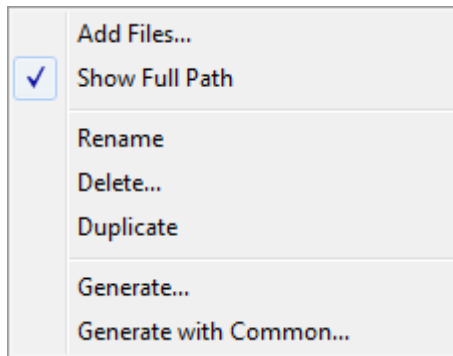 Add Files...
Show Full Path
Rename
Delete...
Duplicate
Generate...
Generate with Common...